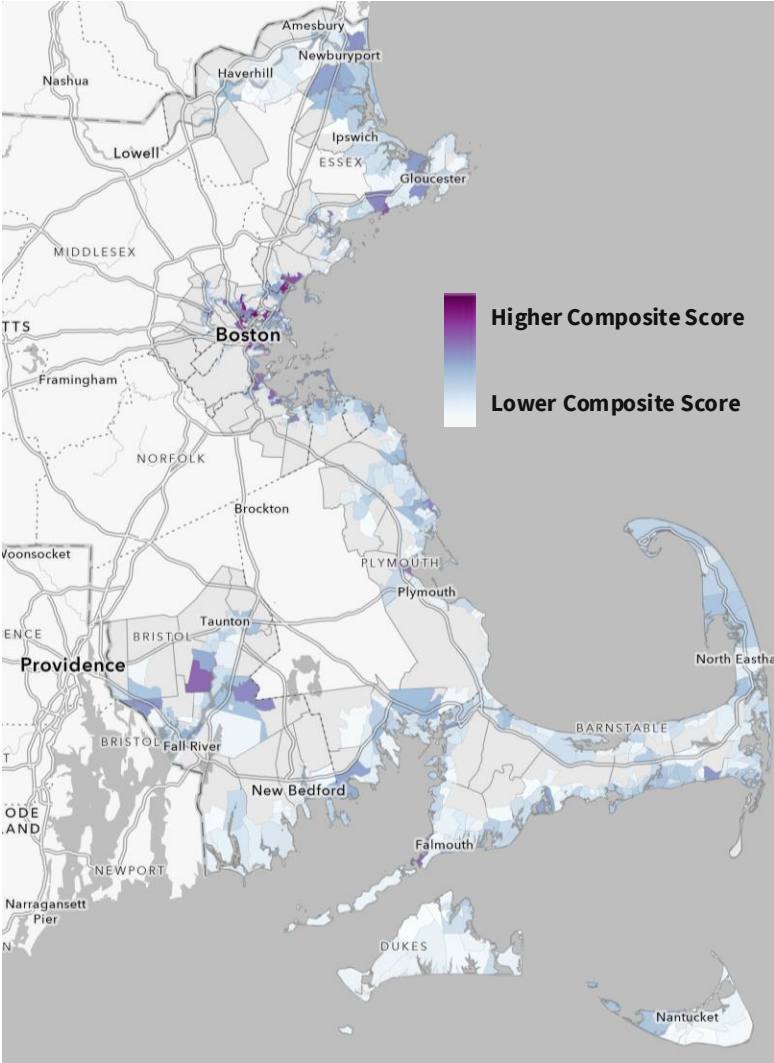 Amesbury
Newburyport
Haverhill
Nashua
Ipswich
Lowell
ESSEX
Gloucester
MIDDLESEX
Higher Composite Score
TTS
Boston
Framingham
Lower Composite Score
NORFOLK
Brockton
Woonsocket
PLYMOUTH
Plymouth
Taunton
ENCE
BRISTOL
Providence
North Eastha
BARNSTABLE
BRISTOL
Fall River
T
New Bedford
ODE
LAND
Falmouth
NEWPORT
Narragansett
Pier
N
DUKES
Nantucket